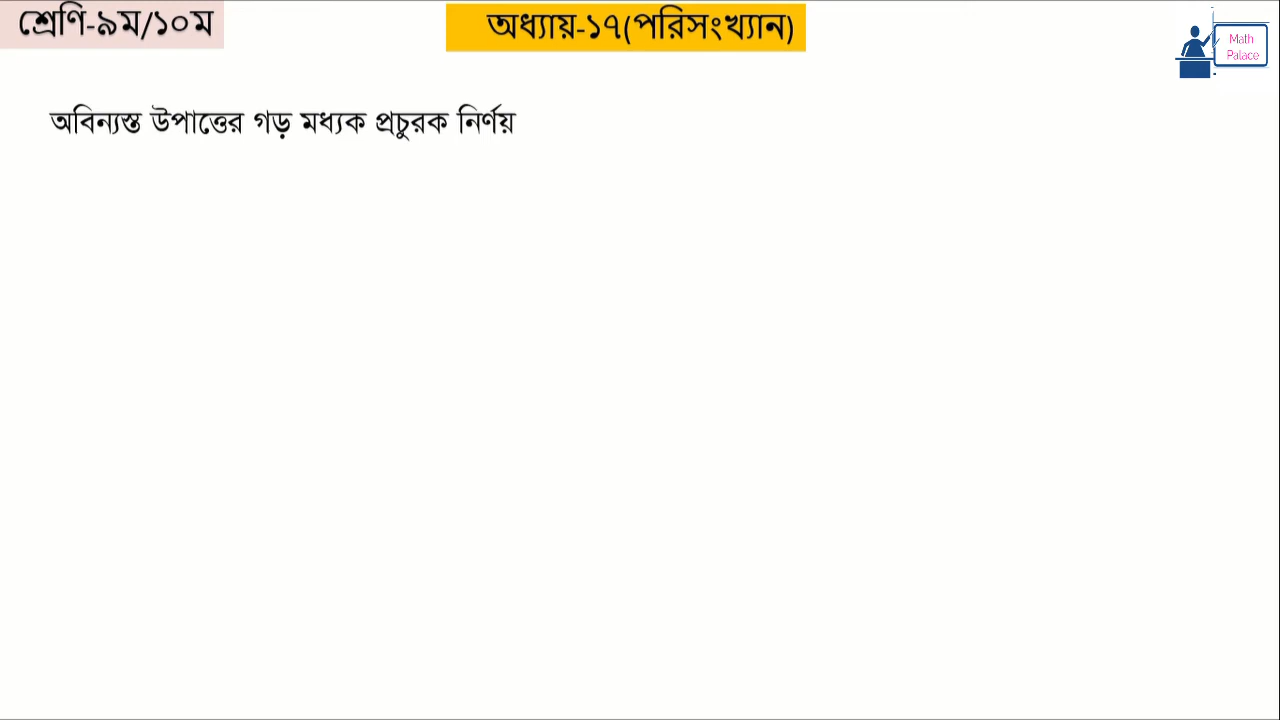 শ্রেণি-৯ম/১০ম
অধ্যায়-১৭(পরিসংখ্যান)
Math
Palace
অবিন্যস্ত উপাত্তের গড় মধ্যক প্রচুরক নির্ণয়